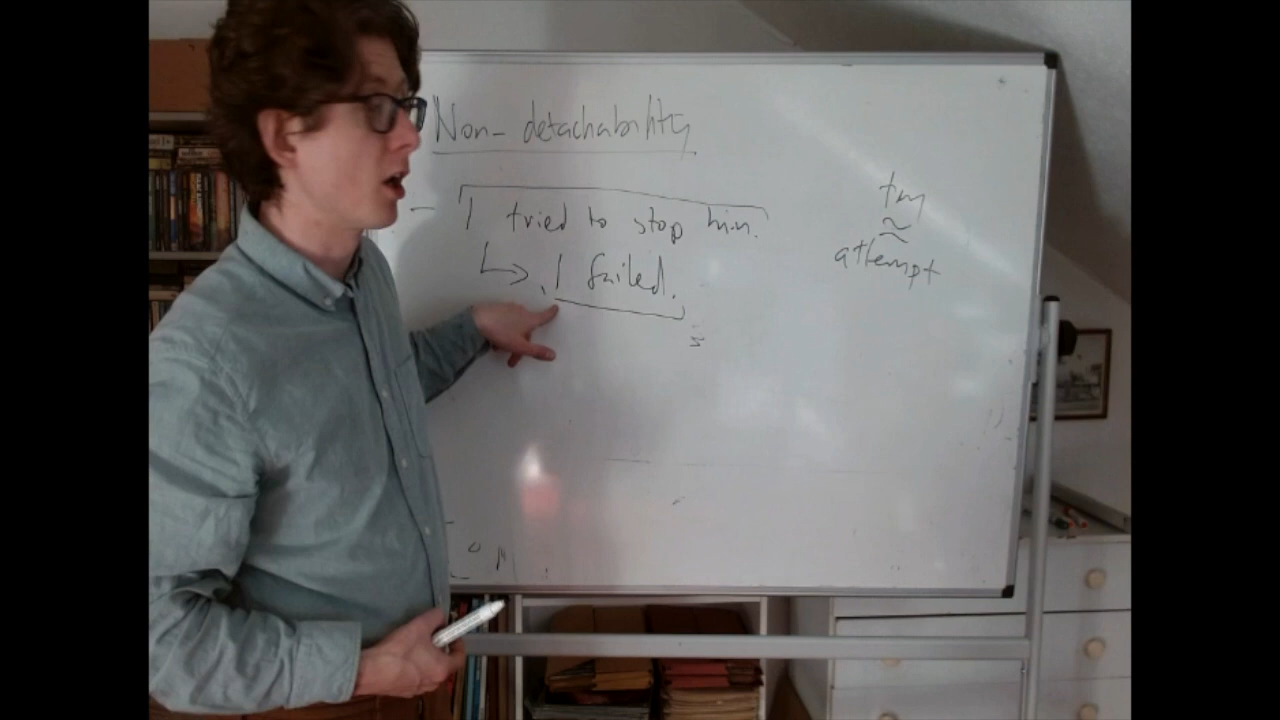 Non-detachability
- I tried to stop him.
↳ I failed.
try
≈
attempt